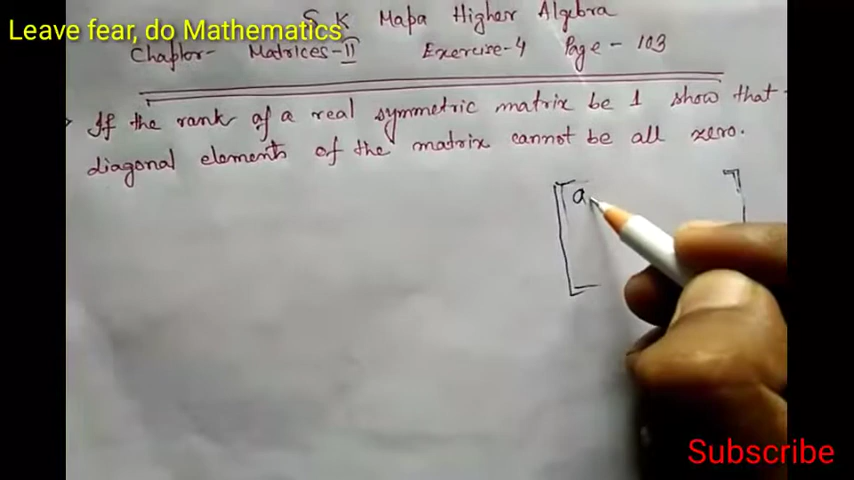 S. K Mapa Higher Algebra
Leave fear, do Mathematics
Chapter- Matrices-II Exercise-4 Page - 103
If the rank of a real symmetric matrix be 1 show that
diagonal elements of the matrix cannot be all zero.
a
Subscribe